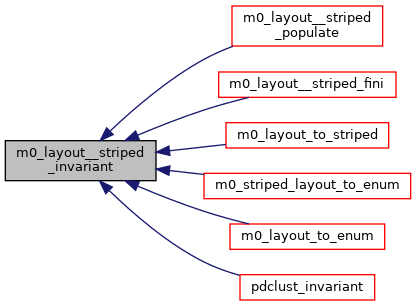 m0_layout__striped
_populate
m0_layout__striped_fini
m0_layout_to_striped
m0_layout__striped
_invariant
m0_striped_layout_to_enum
m0_layout_to_enum
pdclust_invariant